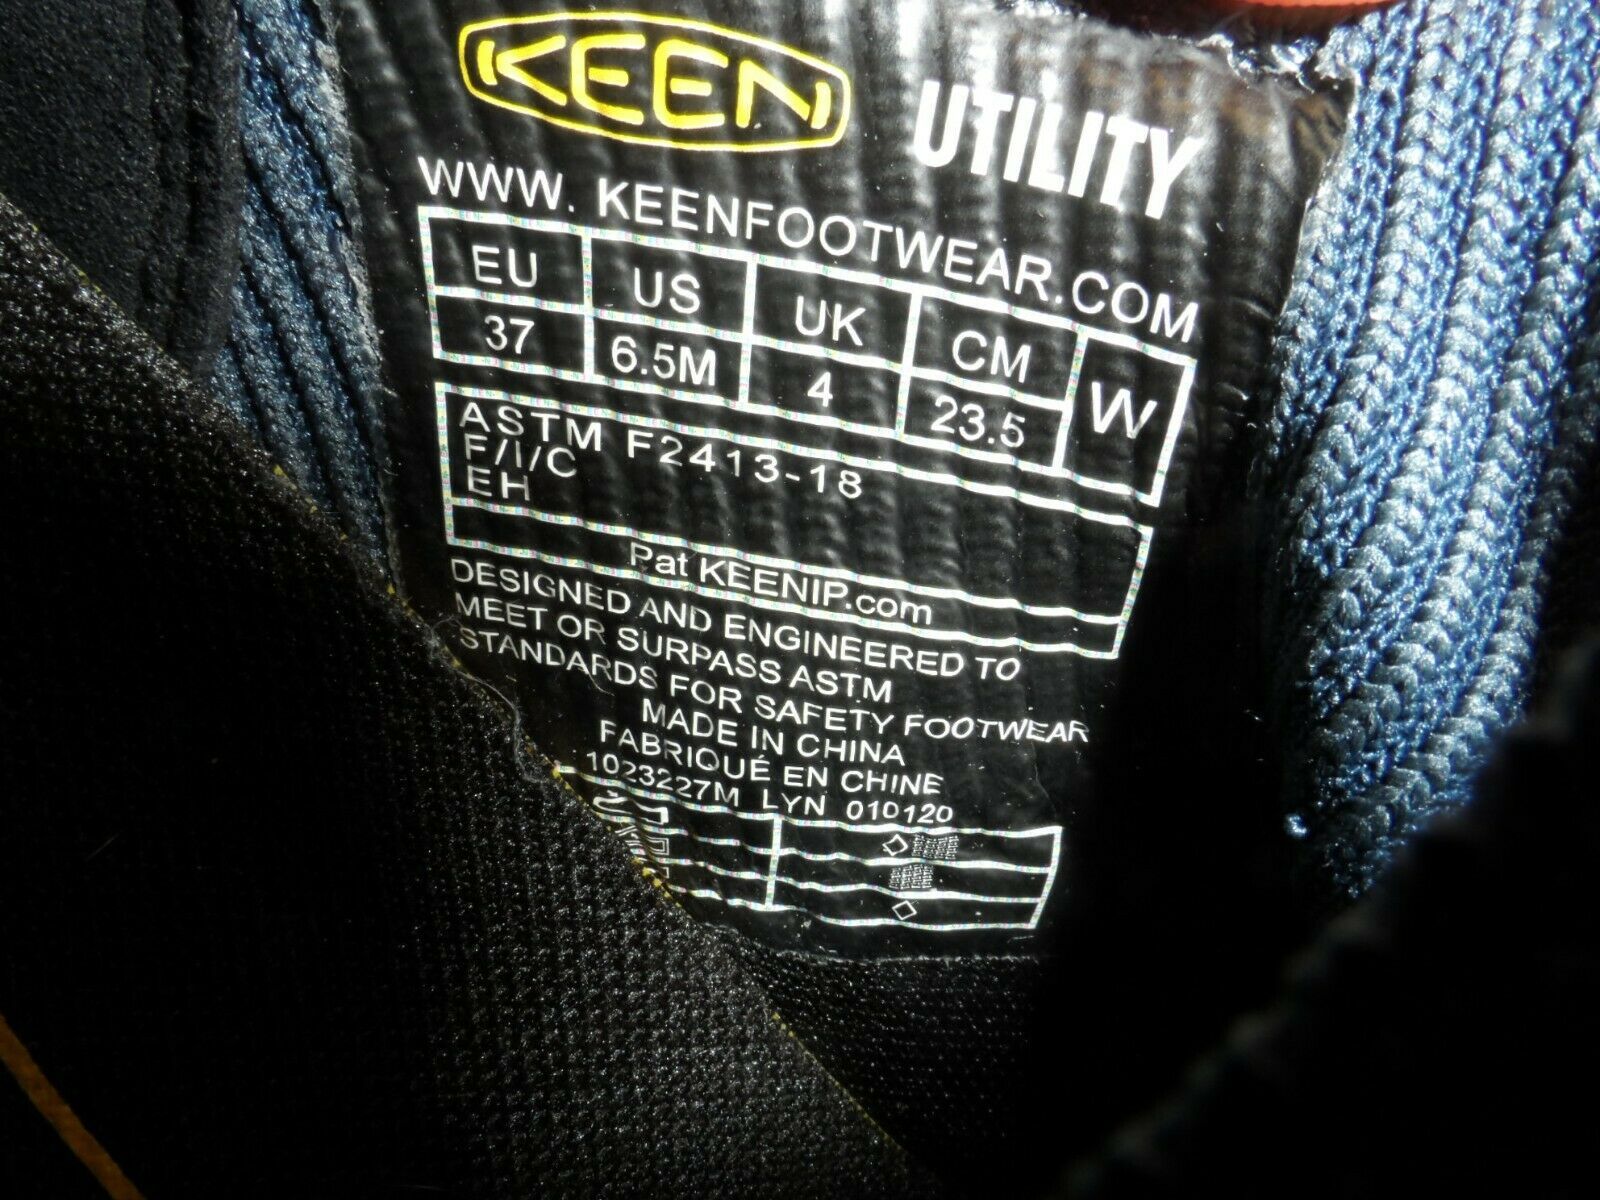 KEEN UTILITY
WWW. KEENFOOTWEAR.COM
EU US UK CM W
37 6.5M 4 23.5
ASTM F2413-18
F/I/C
EH
Pat KEENIP.com
DESIGNED AND ENGINEERED TO
MEET OR SURPASS ASTM
STANDARDS FOR SAFETY FOOTWEAR
MADE IN CHINA
FABRIQUÉ EN CHINE
1023227M LYN 010120